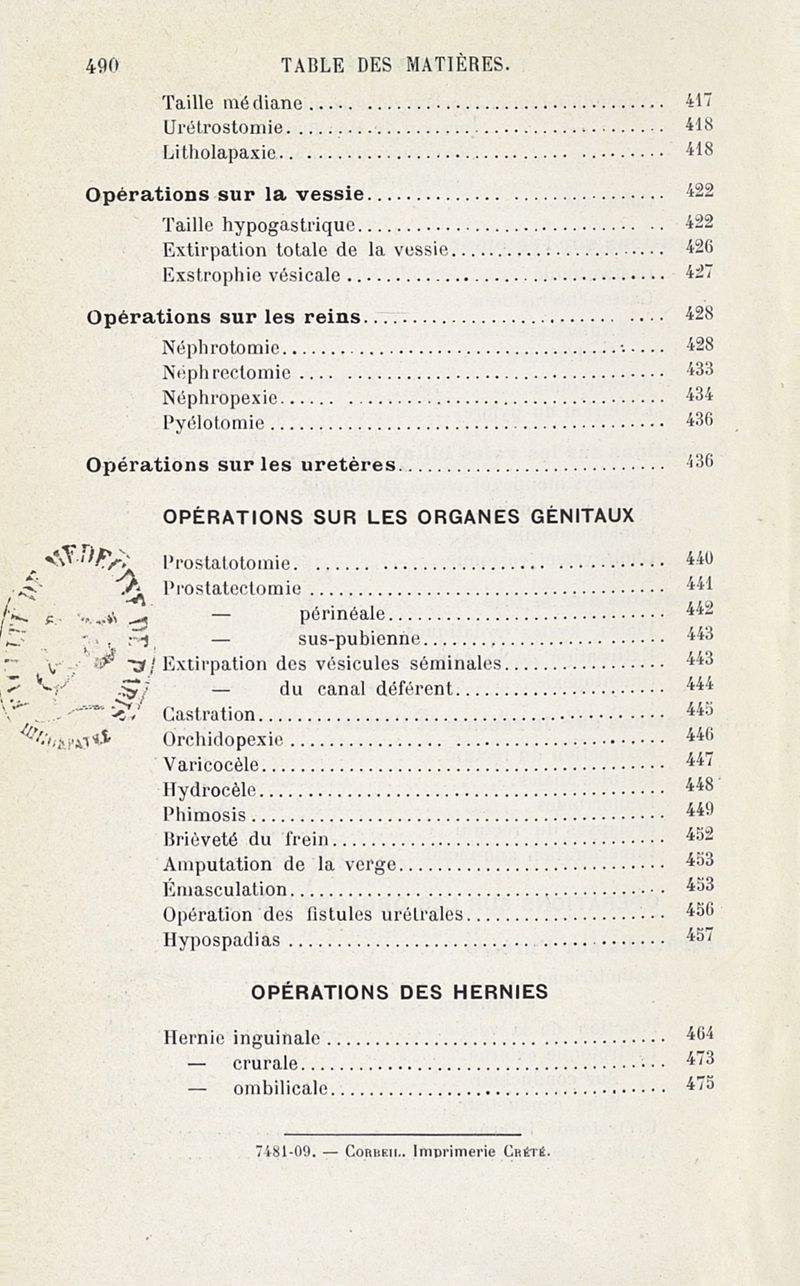 490 TABLE DES MATIÈRES.
Taille médiane ........ 417
Urétrostomie ........ 418
Litholapaxie ........ 418
Opérations sur la vessie ........ 422
Taille hypogastrique ........ 422
Extirpation totale de la vessie ........ 426
Exstrophie vésicale ........ 427
Opérations sur les reins ........ 428
Néphrotomie ........ 428
Néphrectomie ........ 433
Néphropexie ........ 434
Pyélotomie ........ 436
Opérations sur les uretères ........ 436
OPÉRATIONS SUR LES ORGANES GÉNITAUX
Prostatotomie ........ 440
Prostatectomie ........ 441
— périnéale ........ 442
— sus-pubienne ........ 443
Extirpation des vésicules séminales ........ 443
— du canal déférent ........ 444
Castration ........ 445
Orchidopexie ........ 446
Varicocèle ........ 447
Hydrocèle ........ 448
Phimosis ........ 449
Brièveté du frein ........ 452
Amputation de la verge ........ 453
Émasculation ........ 453
Opération des fistules urétrales ........ 456
Hypospadias ........ 457
OPÉRATIONS DES HERNIES
Hernie inguinale ........ 464
— crurale ........ 473
— ombilicale ........ 475
7481-09. — CORBEIL. Imprimerie CRÉTÉ.